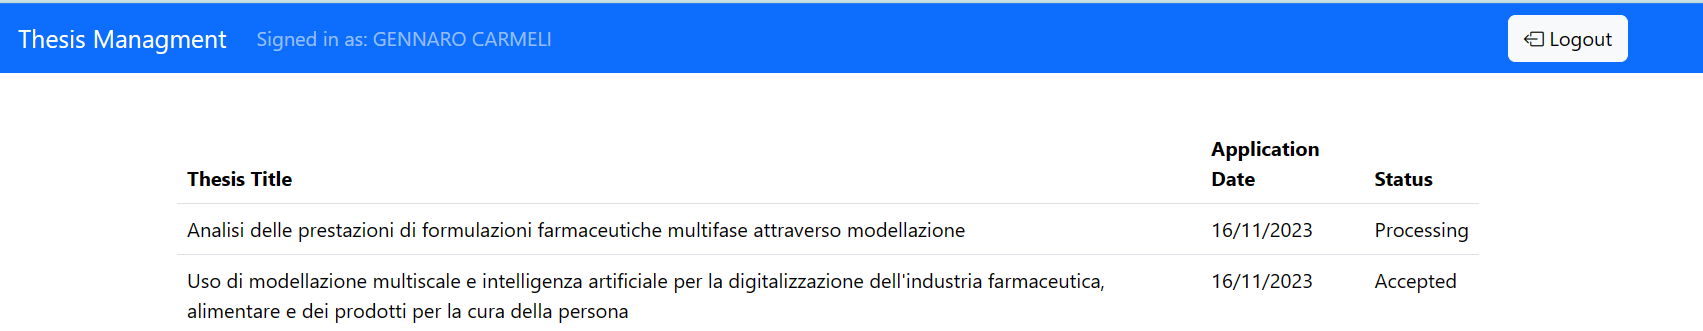 Thesis Managment Signed in as: GENNARO CARMELI Logout
Application
Thesis Title Date Status
Analisi delle prestazioni di formulazioni farmaceutiche multifase attraverso modellazione 16/11/2023 Processing
Uso di modellazione multiscale e intelligenza artificiale per la digitalizzazione dell'industria farmaceutica, 16/11/2023 Accepted
alimentare e dei prodotti per la cura della persona